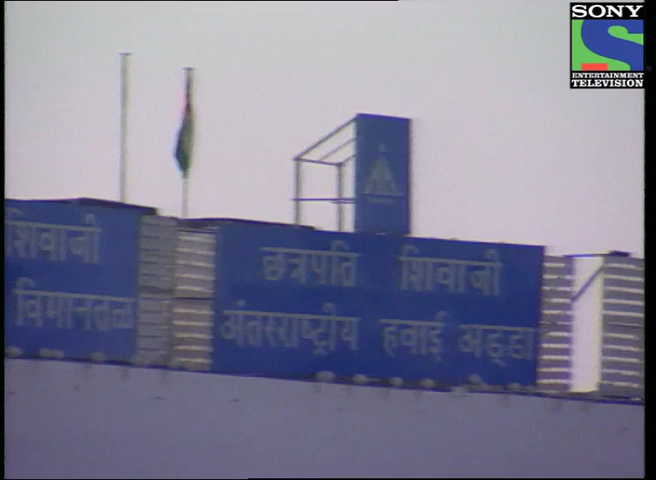 SONY
ENTERTAINMENT
TELEVISION
शिवाजी
विमानतळ
छत्रपति शिवाजी
अंतरराष्ट्रीय हवाई अड्डा